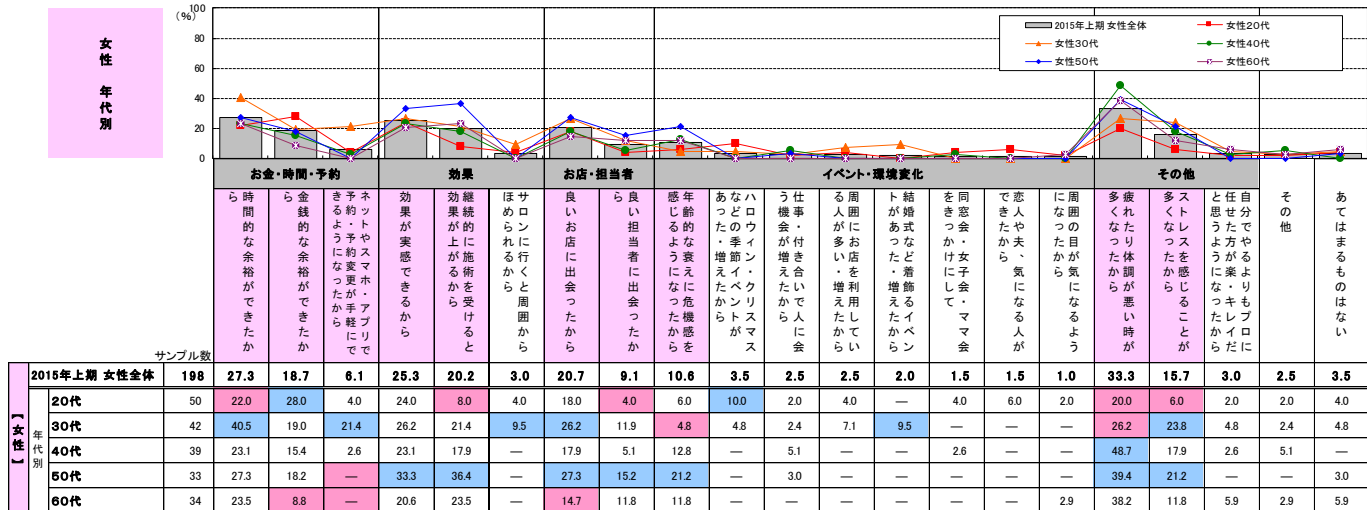 女性 年代別
(%)
100
80
60
40
20
0
2015年上期 女性全体
女性20代
女性30代
女性40代
女性50代
女性60代
お金・時間・予約
効果
お店・担当者
イベント・環境変化
その他
時間的な余裕ができたから
金銭的な余裕ができたから
ネットやスマホ・アプリで予約・予約変更が手軽にできるようになったから
効果が実感できるから
継続的に施術を受けると効果が上がるから
サロンに行くと周囲からほめられるから
良いお店に出会ったから
良い担当者に出会ったから
年齢的な衰えに危機感を感じるようになったから
ハロウィン・クリスマスなどの季節イベントがあった・増えたから
仕事・付き合いで人に会う機会が増えたから
周囲にお店を利用している人が多い・増えたから
結婚式など着飾るイベントがあった・増えたから
同窓会・女子会・ママ会をきっかけにして
恋人や夫、気になる人ができたから
周囲の目が気になるようになったから
疲れたり体調が悪い時が多くなったから
ストレスを感じることが多くなったから
自分でやるよりもプロに任せた方が楽・キレイだと思うようになったから
その他
あてはまるものはない
サンプル数
2015年上期 女性全体 198 27.3 18.7 6.1 25.3 20.2 3.0 20.7 9.1 10.6 3.5 2.5 2.5 2.0 1.5 1.5 1.0 33.3 15.7 3.0 2.5 3.5
【女性】
年代別
20代 50 22.0 28.0 4.0 24.0 8.0 4.0 18.0 4.0 6.0 10.0 2.0 4.0 — 4.0 6.0 2.0 20.0 6.0 2.0 2.0 4.0
30代 42 40.5 19.0 21.4 26.2 21.4 9.5 26.2 11.9 4.8 4.8 2.4 7.1 9.5 — — — 26.2 23.8 4.8 2.4 4.8
40代 39 23.1 15.4 2.6 23.1 17.9 — 17.9 5.1 12.8 — 5.1 — — 2.6 — — 48.7 17.9 2.6 5.1 —
50代 33 27.3 18.2 — 33.3 36.4 — 27.3 15.2 21.2 — 3.0 — — — — — 39.4 21.2 — — 3.0
60代 34 23.5 8.8 — 20.6 23.5 — 14.7 11.8 11.8 — — — — — — 2.9 38.2 11.8 5.9 2.9 5.9